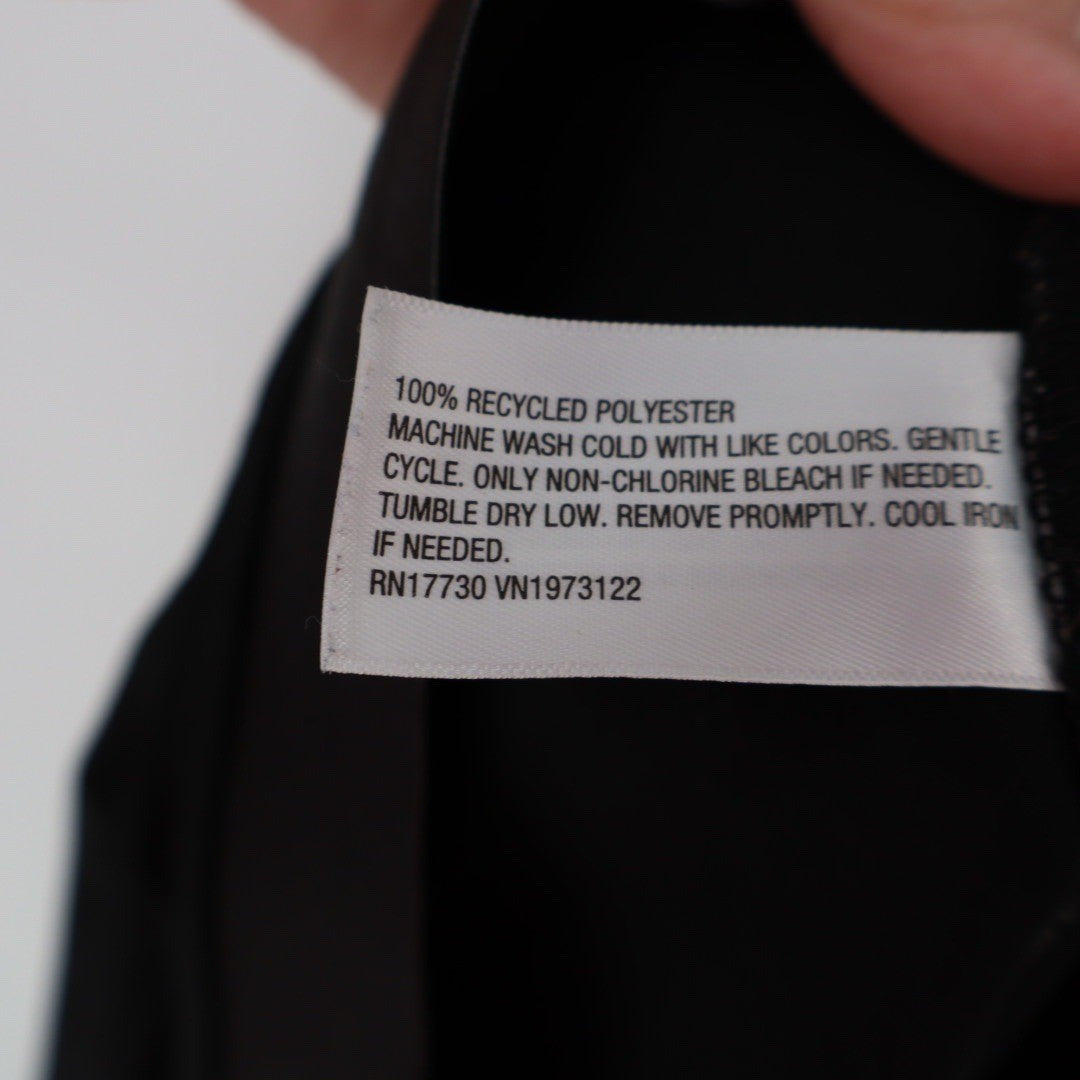 100% RECYCLED POLYESTER
MACHINE WASH COLD WITH LIKE COLORS. GENTLE
CYCLE. ONLY NON-CHLORINE BLEACH IF NEEDED.
TUMBLE DRY LOW. REMOVE PROMPTLY. COOL IRON
IF NEEDED.
RN17730 VN1973122